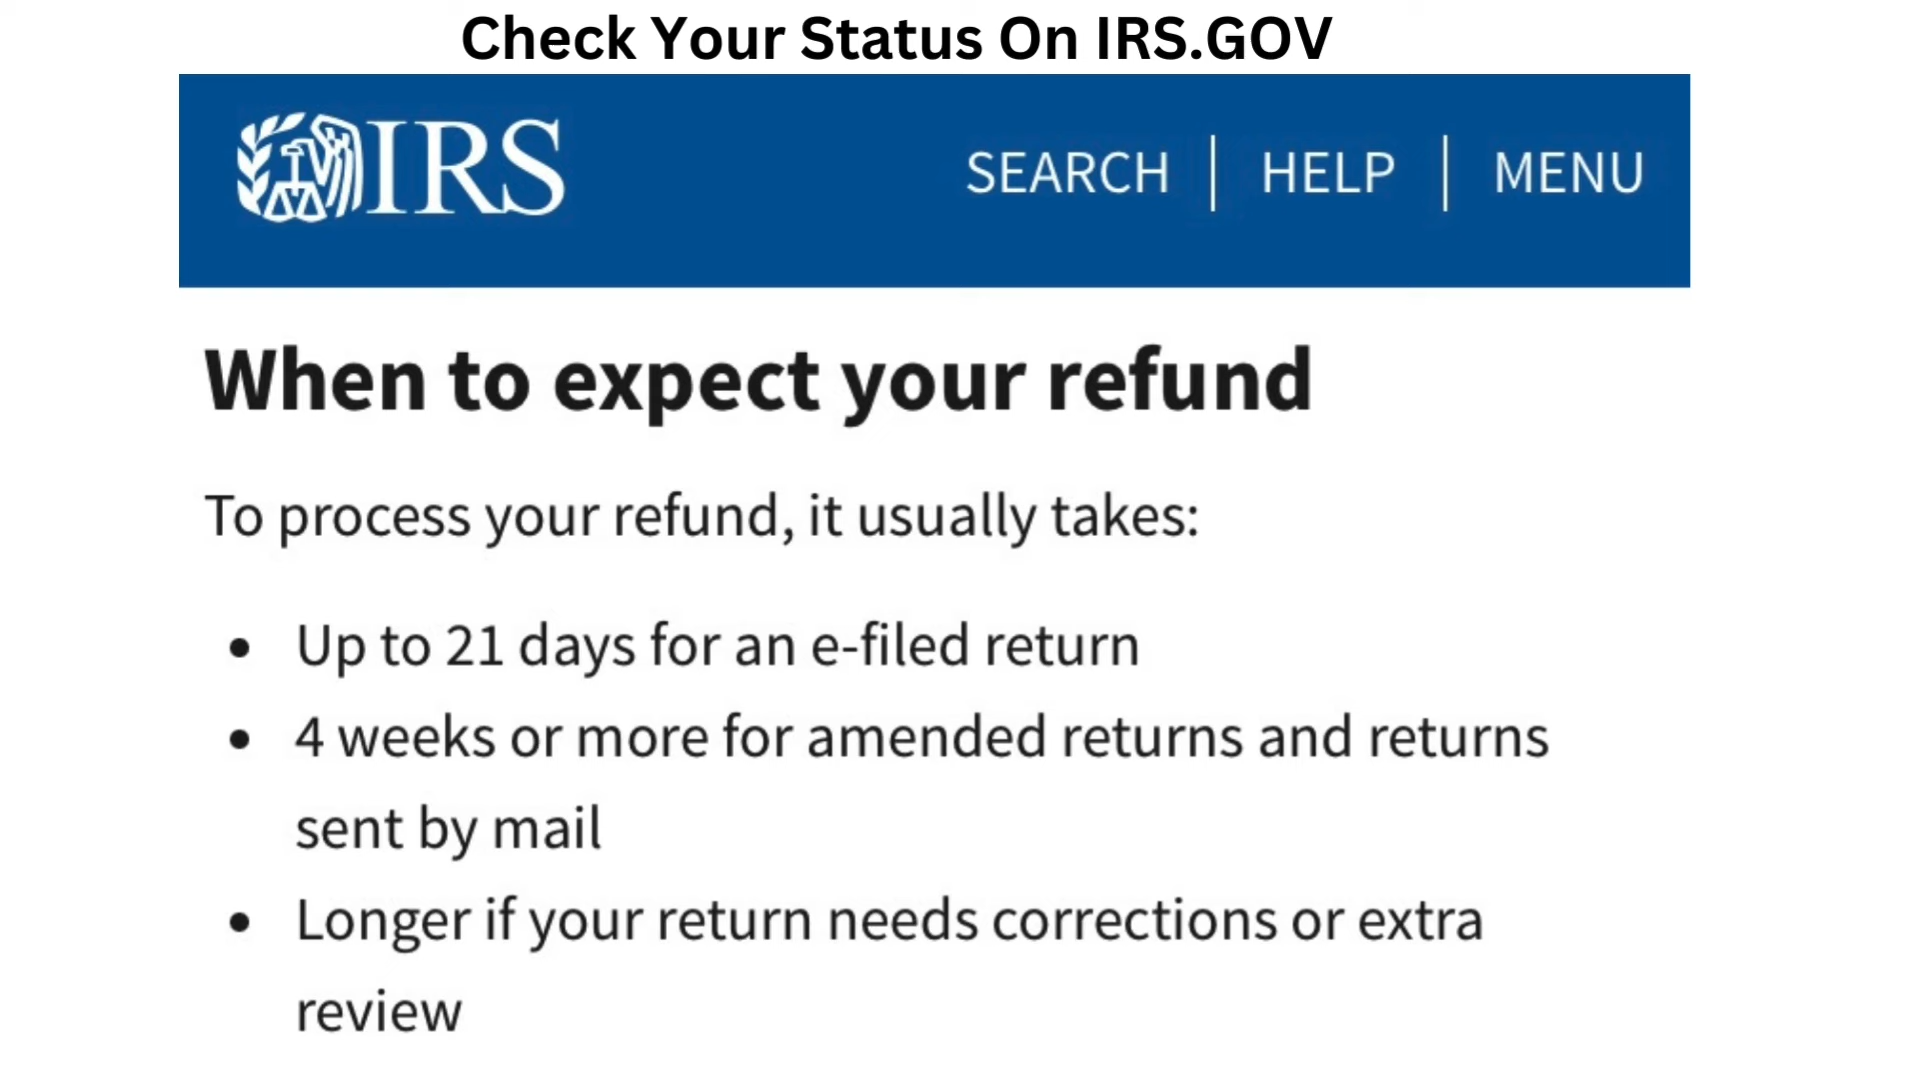 Check Your Status On IRS.GOV
IRS
SEARCH | HELP | MENU
When to expect your refund
To process your refund, it usually takes:
• Up to 21 days for an e-filed return
• 4 weeks or more for amended returns and returns
sent by mail
• Longer if your return needs corrections or extra
review